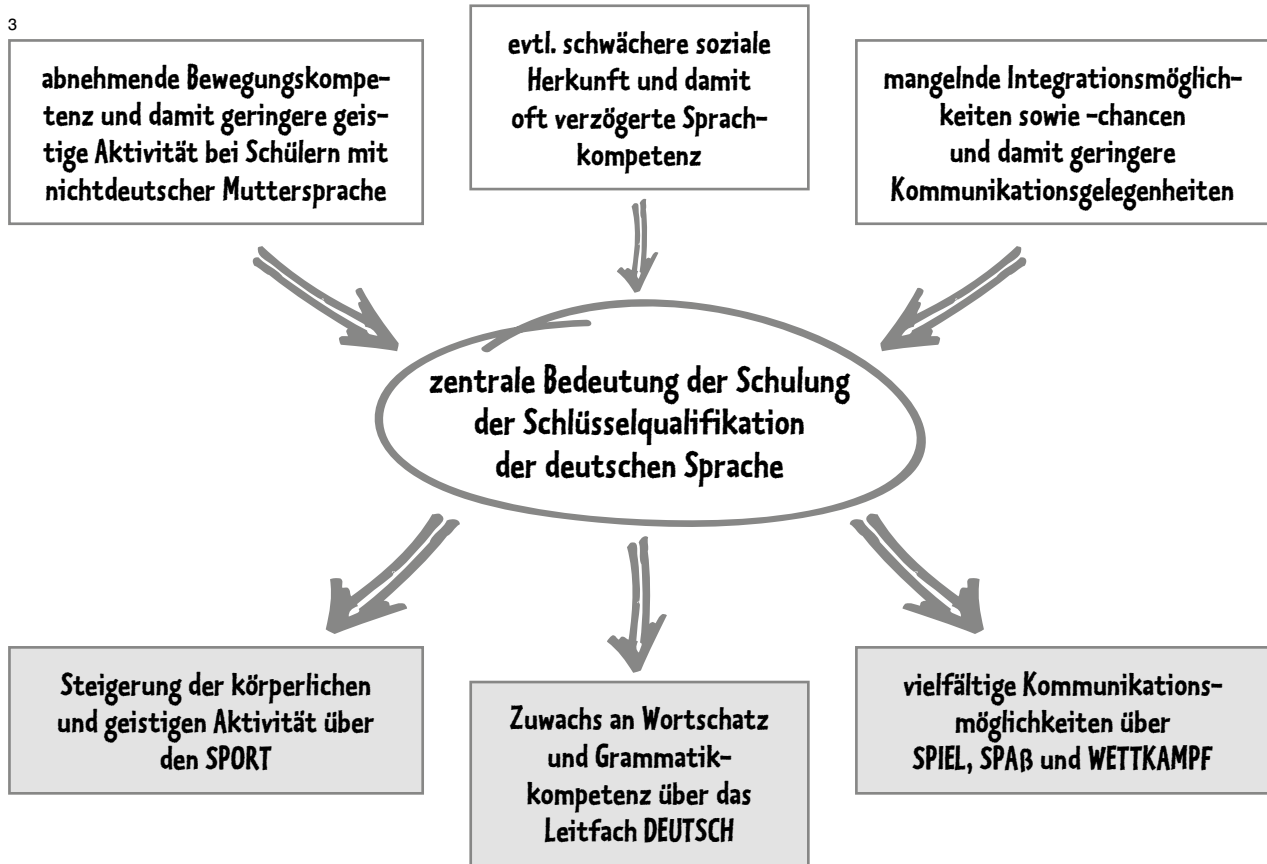 3
abnehmende Bewegungskompe-
tenz und damit geringere geis-
tige Aktivität bei Schülern mit
nichtdeutscher Muttersprache
evtl. schwächere soziale
Herkunft und damit
oft verzögerte Sprach-
kompetenz
mangelnde Integrationsmöglich-
keiten sowie -chancen
und damit geringere
Kommunikationsgelegenheiten
zentrale Bedeutung der Schulung
der Schlüsselqualifikation
der deutschen Sprache
Steigerung der körperlichen
und geistigen Aktivität über
den SPORT
Zuwachs an Wortschatz
und Grammatik-
kompetenz über das
Leitfach DEUTSCH
vielfältige Kommunikations-
möglichkeiten über
SPIEL, SPAß und WETTKAMPF